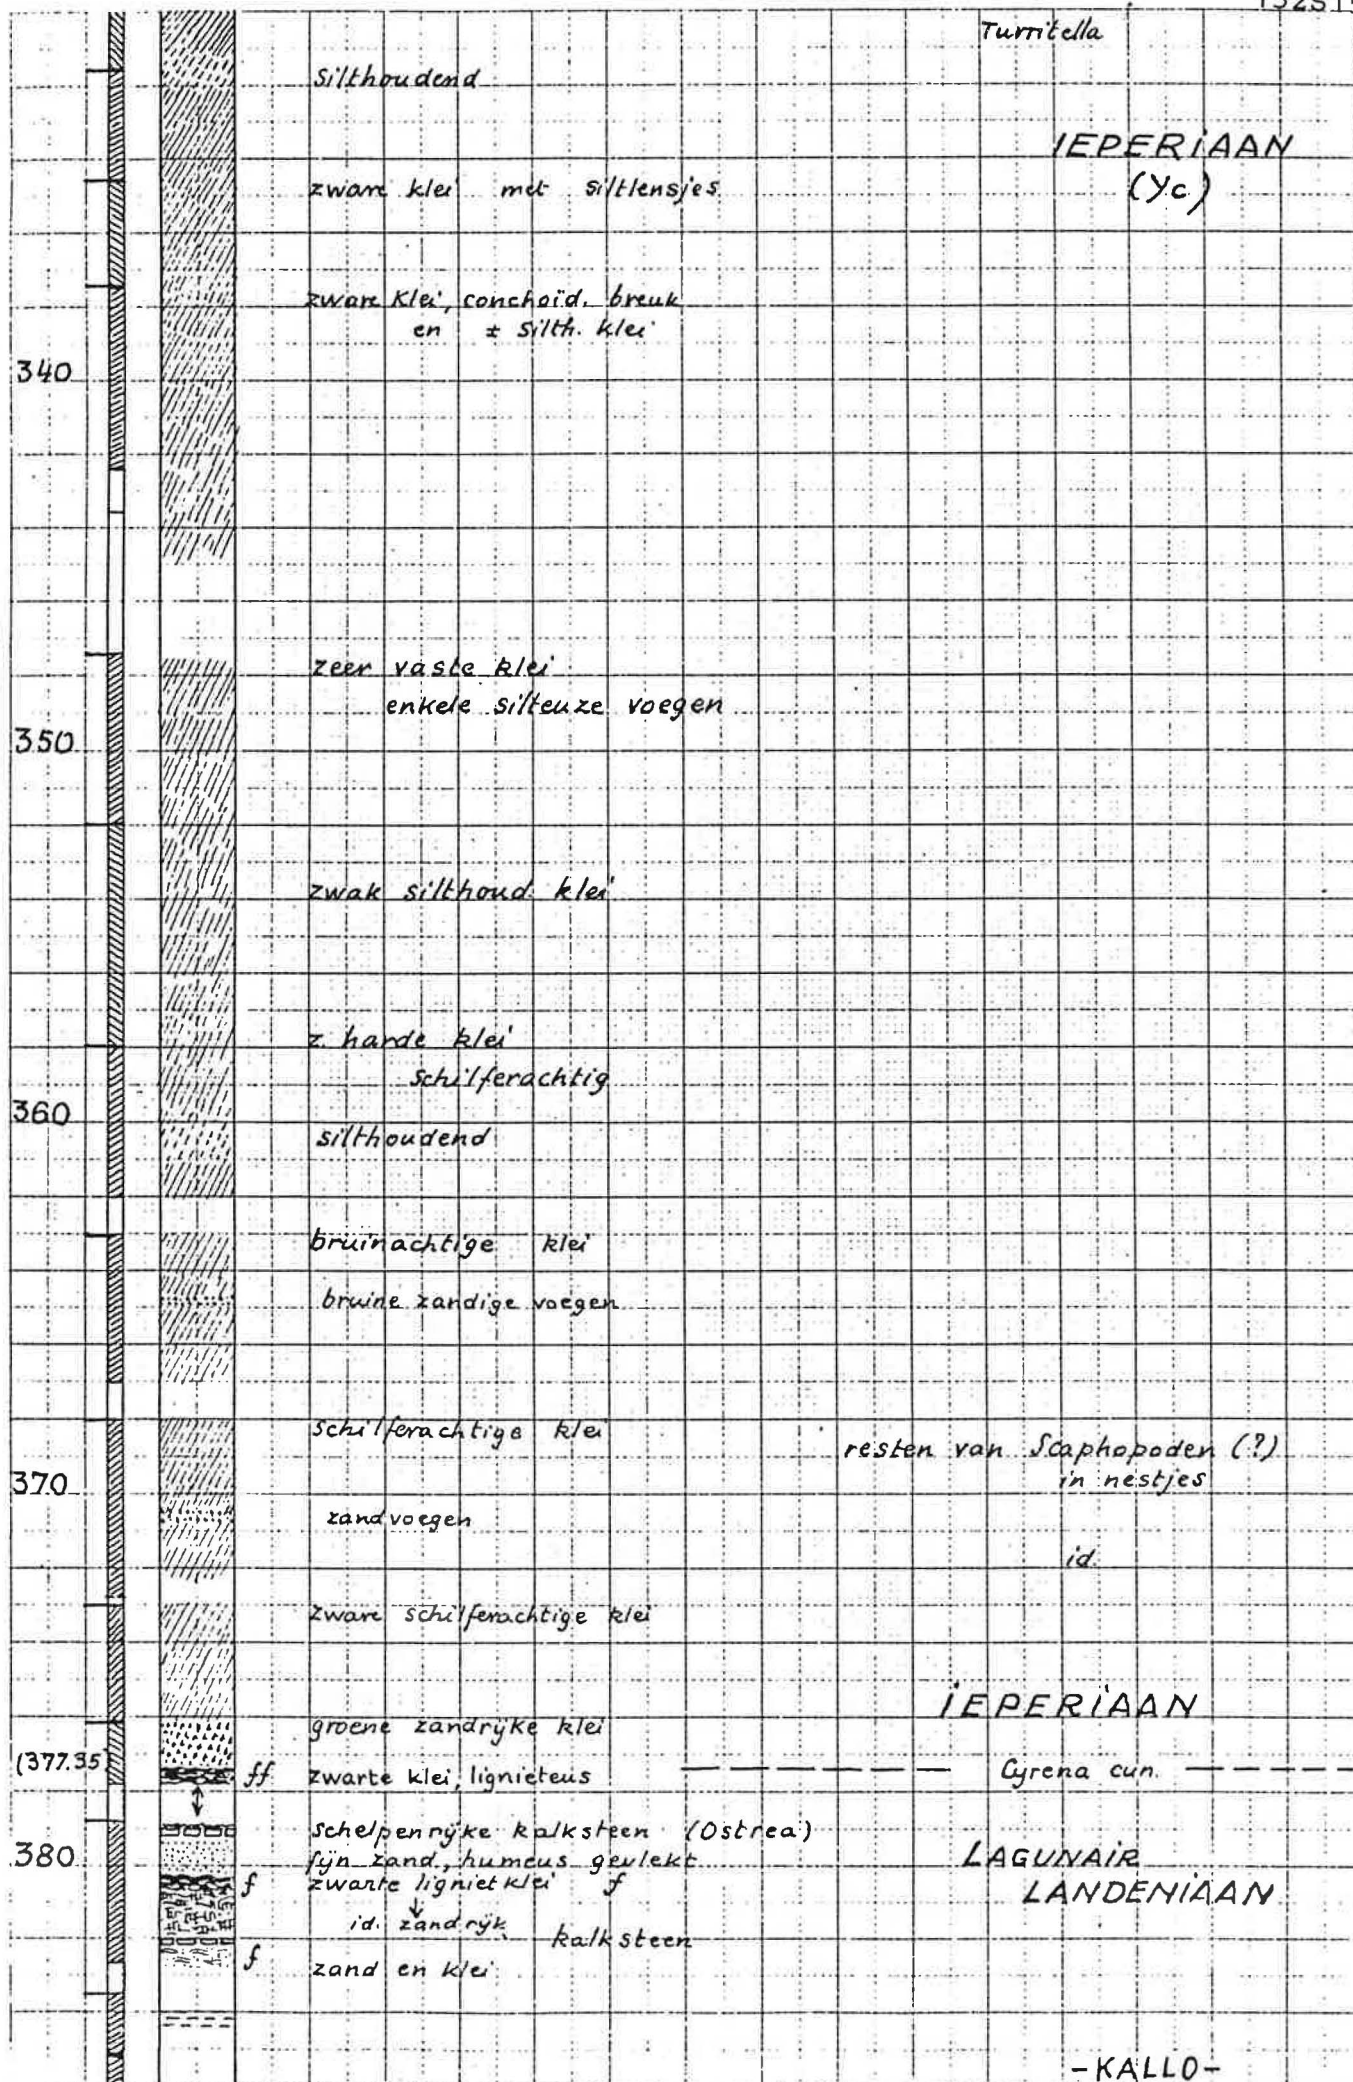 Turritella
silthoudend
IEPERIAAN
zware klei met siltlensjes
(Yc)
zware klei, conchoïd. breuk
en ± silth. klei
340
zeer vaste klei
enkele silteuze voegen
350
zwak silthoud. klei
z. harde klei
schilferachtig
360
silthoudend
bruinachtige klei
bruine zandige voegen
schilferachtige klei
resten van Scaphopoden (?)
in nestjes
370
zandvoegen
id.
zware schilferachtige klei
IEPERIAAN
groene zandrijke klei
(377.35) ff zwarte klei, lignieteus Cyrena cun.
schelpenrijke kalksteen (Ostrea)
380 fijn zand, humeus gevlekt LAGUNAIR
f zwarte ligniet klei f
LANDENIAAN
id. zandrijk
kalksteen
f zand en klei
-KALLO-